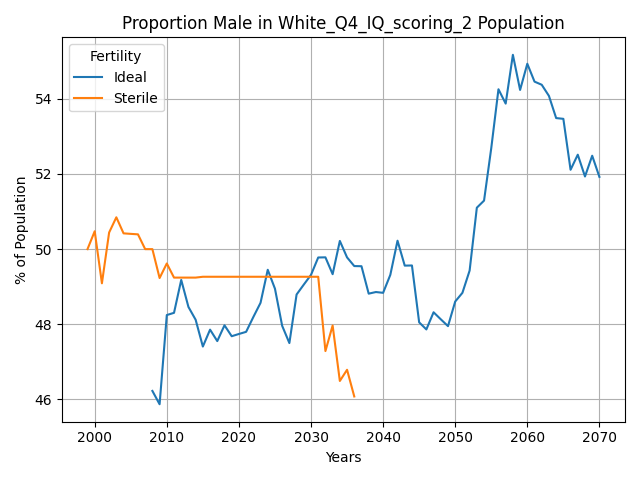 Proportion Male in White_Q4_IQ_scoring_2 Population
Fertility
Ideal
Sterile
% of Population
54
52
50
48
46
2000 2010 2020 2030 2040 2050 2060 2070
Years